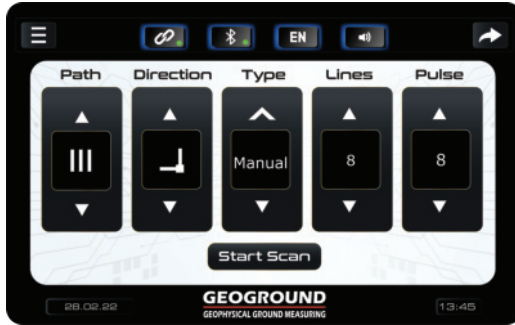 EN
Path Direction Type Lines Pulse
Manual 8 8
Start Scan
28.02.22 GEOGROUND 13:45
GEOPHYSICAL GROUND MEASURING